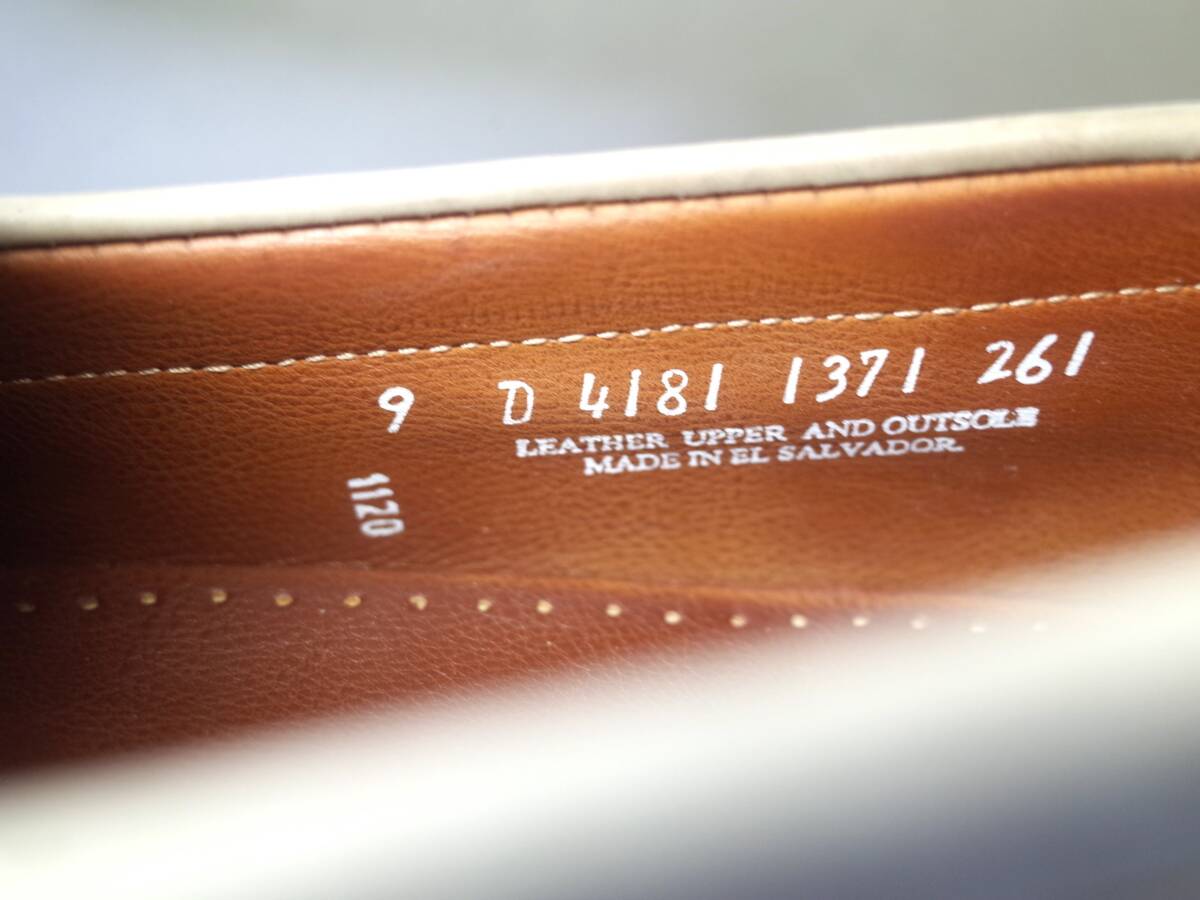 9 D 4181 1371 261
LEATHER UPPER AND OUTSOLE
MADE IN EL SALVADOR.
1120